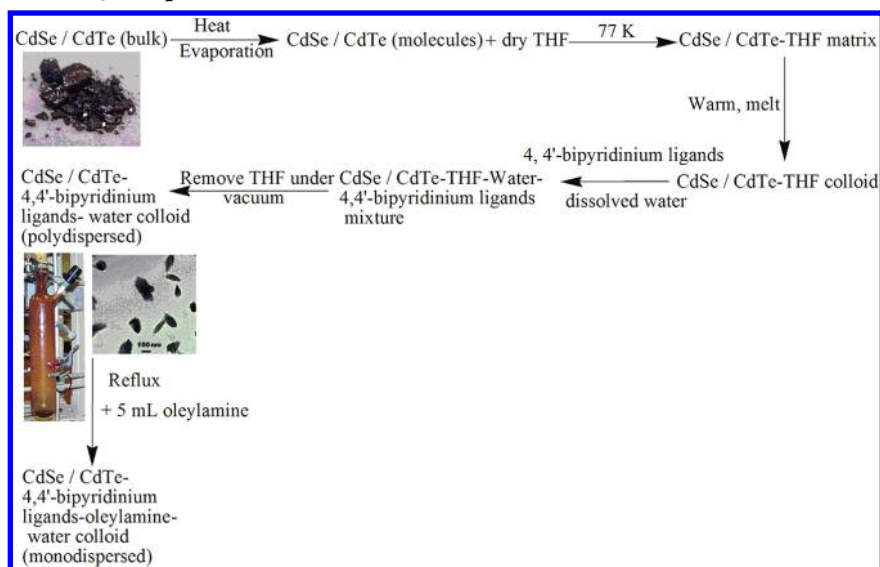 CdSe / CdTe (bulk)
Heat
Evaporation
CdSe / CdTe (molecules) + dry THF
77 K
CdSe / CdTe-THF matrix
Warm, melt
CdSe / CdTe-THF colloid
4, 4'-bipyridinium ligands
dissolved water
CdSe / CdTe-THF-Water-
4,4'-bipyridinium ligands
mixture
Remove THF under
vacuum
CdSe / CdTe-
4,4'-bipyridinium
ligands- water colloid
(polydispersed)
100 nm
Reflux
+ 5 mL oleylamine
CdSe / CdTe-
4,4'-bipyridinium
ligands-oleylamine-
water colloid
(monodispersed)